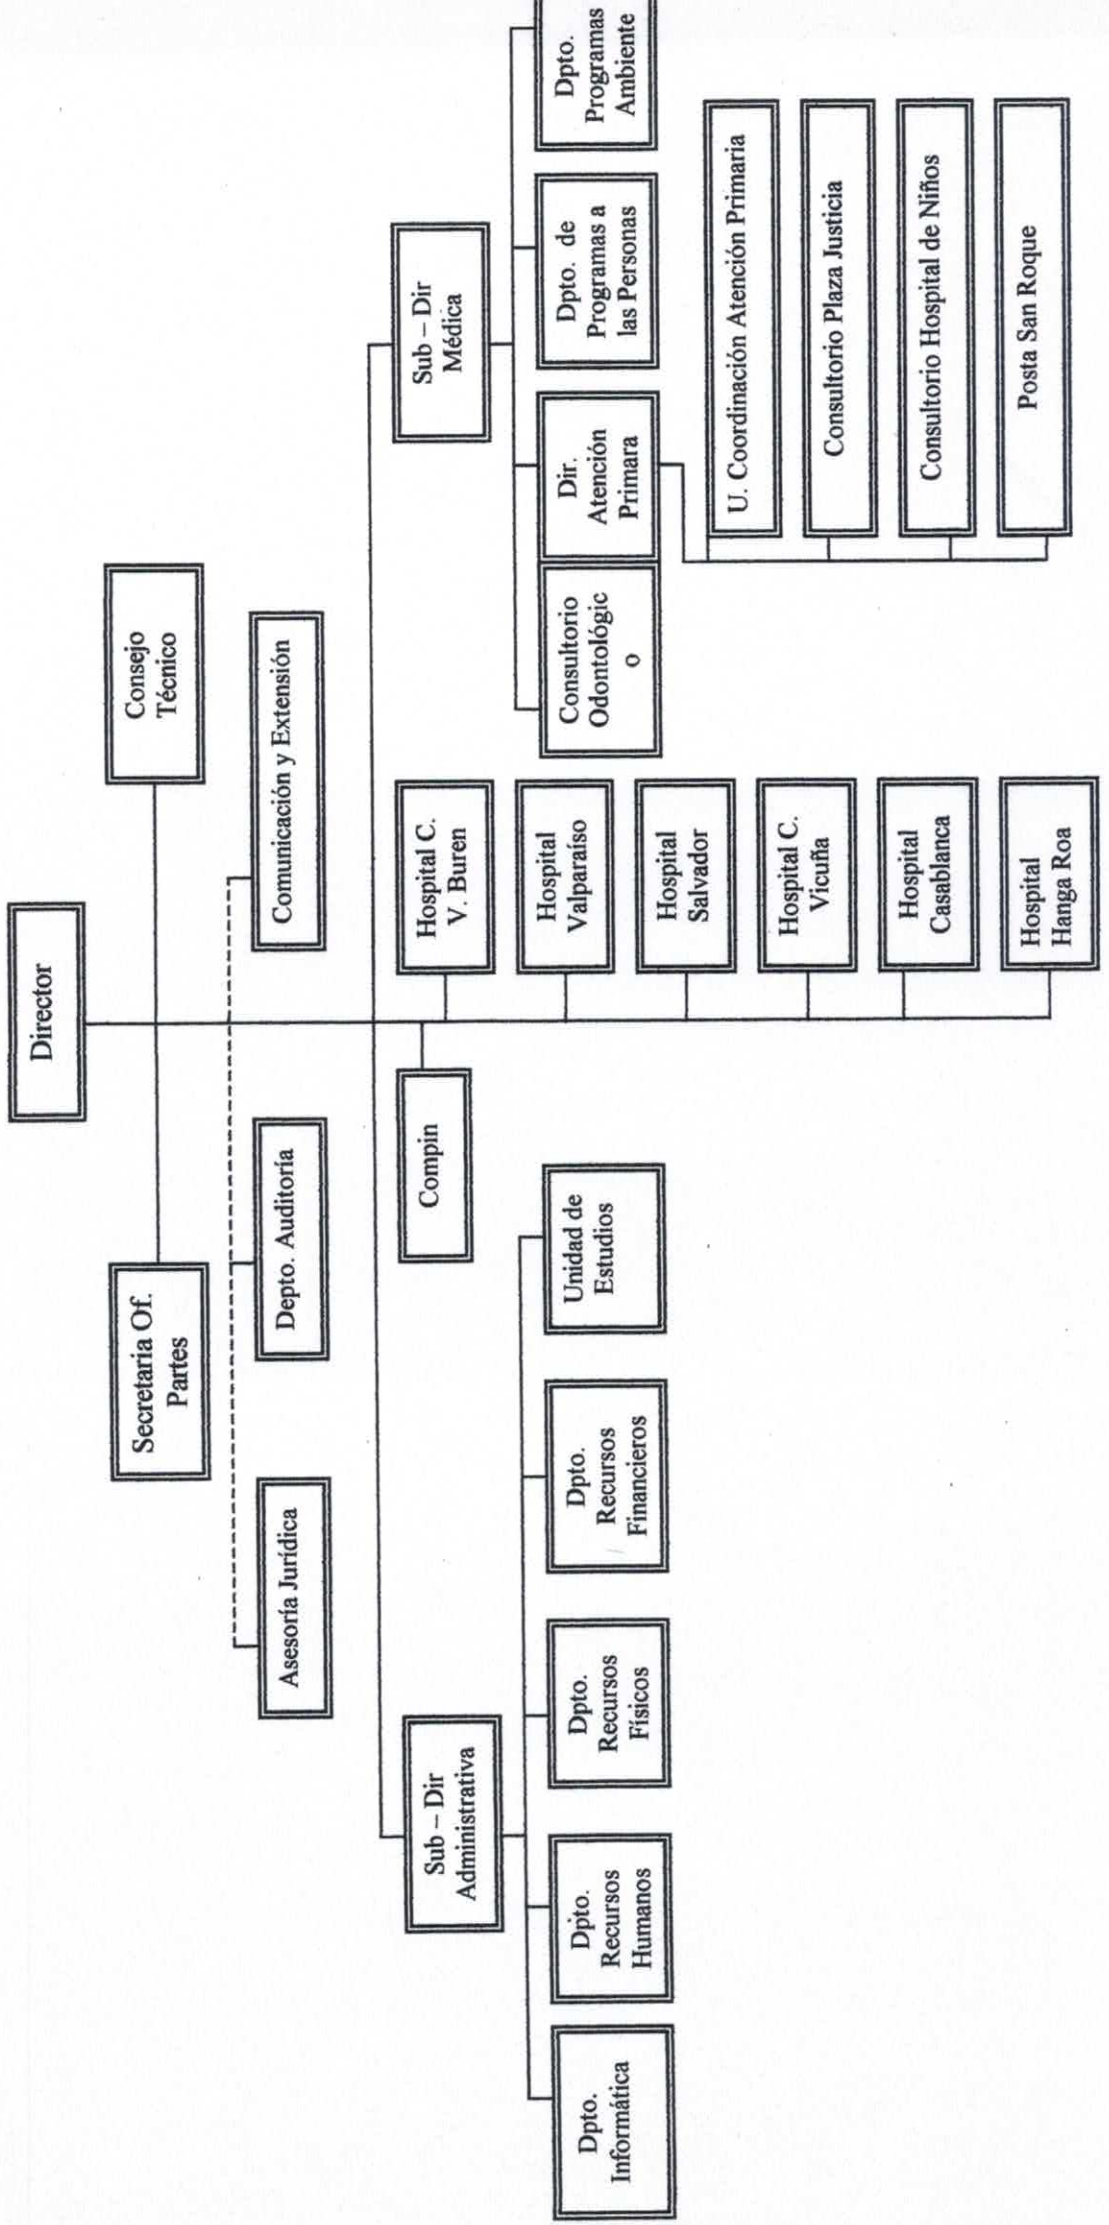 Director
Secretaria Of.
Partes
Consejo
Técnico
Asesoría Jurídica
Depto. Auditoría
Comunicación y Extensión
Sub – Dir
Administrativa
Compin
Sub – Dir
Médica
Dpto.
Informática
Dpto.
Recursos
Humanos
Dpto.
Recursos
Físicos
Dpto.
Recursos
Financieros
Unidad de
Estudios
Hospital C.
V. Buren
Hospital
Valparaíso
Hospital
Salvador
Hospital C.
Vicuña
Hospital
Casablanca
Hospital
Hanga Roa
Consultorio
Odontológic
o
Dir.
Atención
Primara
Dpto. de
Programas a
las Personas
Dpto.
Programas
Ambiente
U. Coordinación Atención Primaria
Consultorio Plaza Justicia
Consultorio Hospital de Niños
Posta San Roque